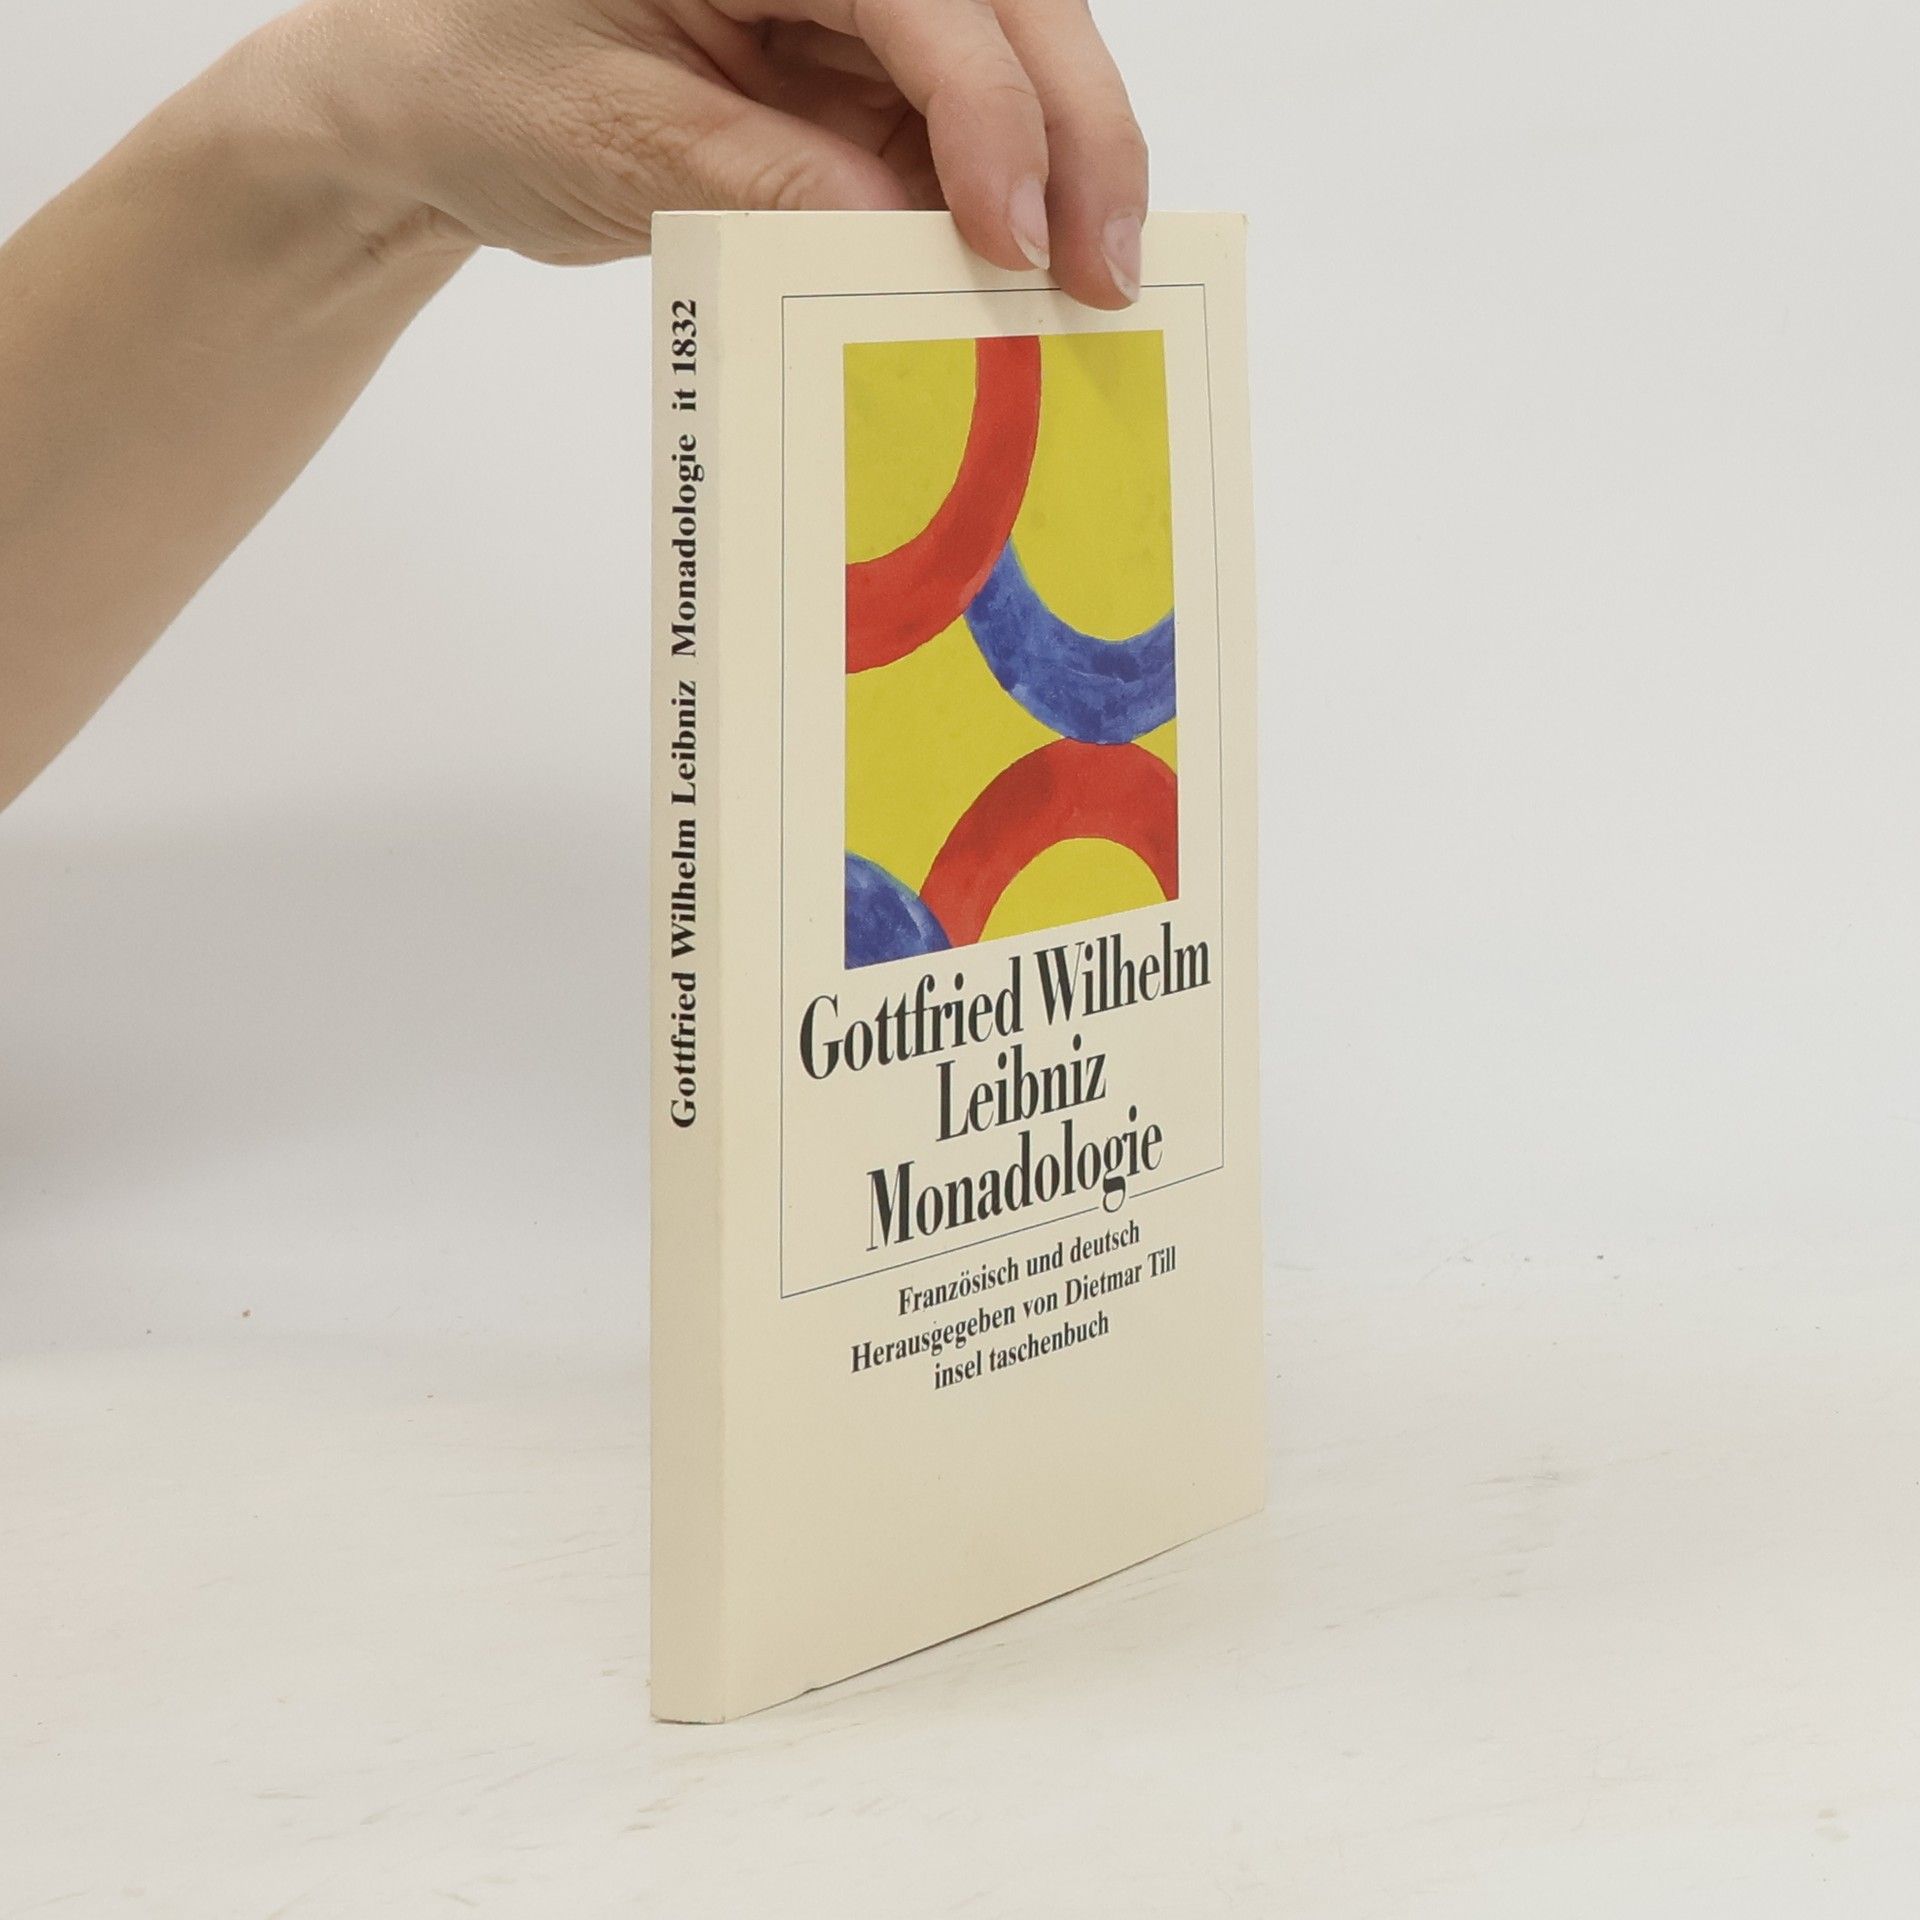 Gottfried Wilhelm Leibniz Monadologie it 1832
Gottfried Wilhelm
Leibniz
Monadologie
Französisch und deutsch
Herausgegeben von Dietmar Till
insel taschenbuch